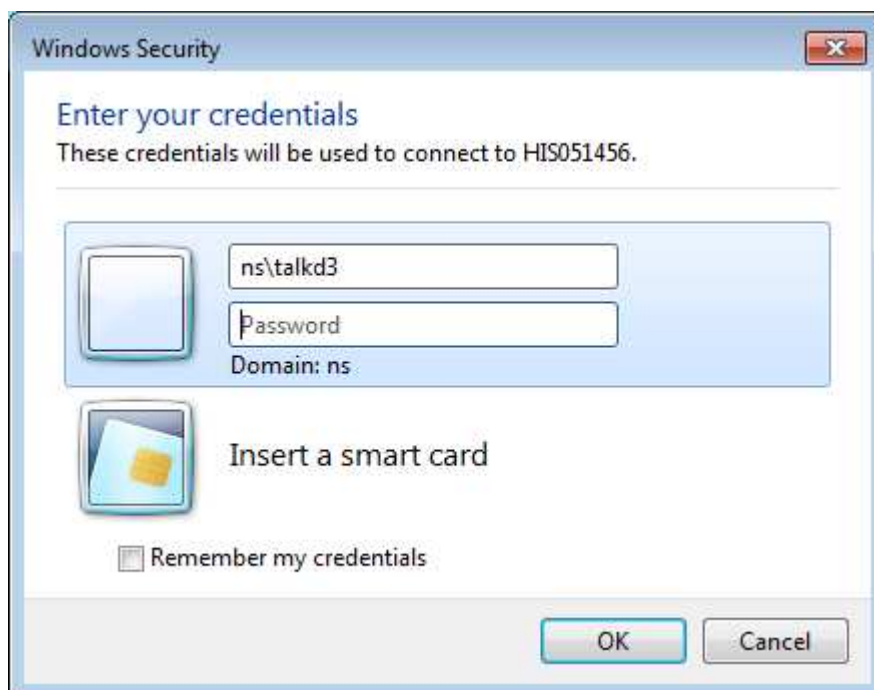 Windows Security
Enter your credentials
These credentials will be used to connect to HIS051456.
ns\talkd3
Password
Domain: ns
Insert a smart card
Remember my credentials
OK Cancel